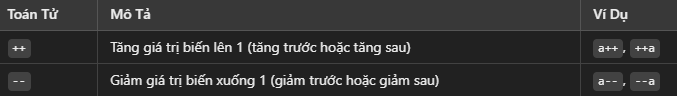 Toán Tử Mô Tả Ví Dụ
++ Tăng giá trị biến lên 1 (tăng trước hoặc tăng sau) a++ , ++a
-- Giảm giá trị biến xuống 1 (giảm trước hoặc giảm sau) a-- , --a